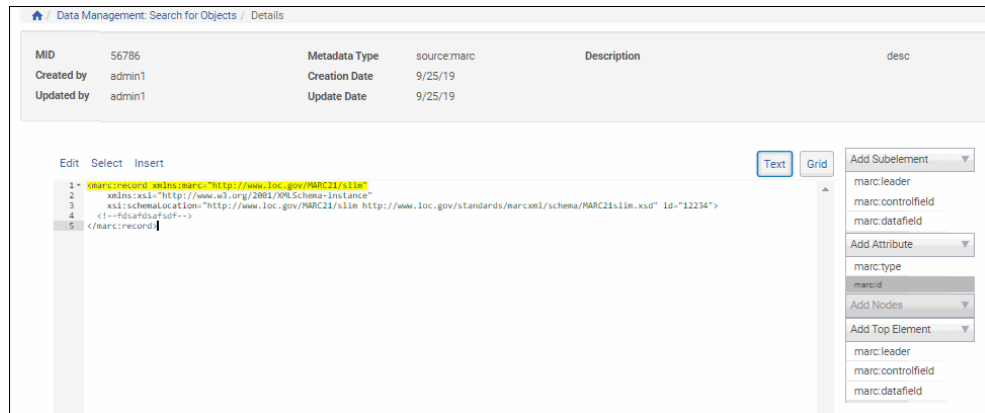 / Data Management: Search for Objects / Details
MID 56786 Metadata Type source:marc Description desc
Created by admin1 Creation Date 9/25/19
Updated by admin1 Update Date 9/25/19
Edit Select Insert Text Grid
1 <marc:record xmlns:marc="http://www.loc.gov/MARC21/slim"
2 xmlns:xsi="http://www.w3.org/2001/XMLSchema-instance"
3 xsi:schemaLocation="http://www.loc.gov/MARC21/slim http://www.loc.gov/standards/marcxml/schema/MARC21slim.xsd" id="12234">
4 <!--fdsafdsafsdf-->
5 </marc:record>
Add Subelement
marc:leader
marc:controlfield
marc:datafield
Add Attribute
marc:type
marc:id
Add Nodes
Add Top Element
marc:leader
marc:controlfield
marc:datafield